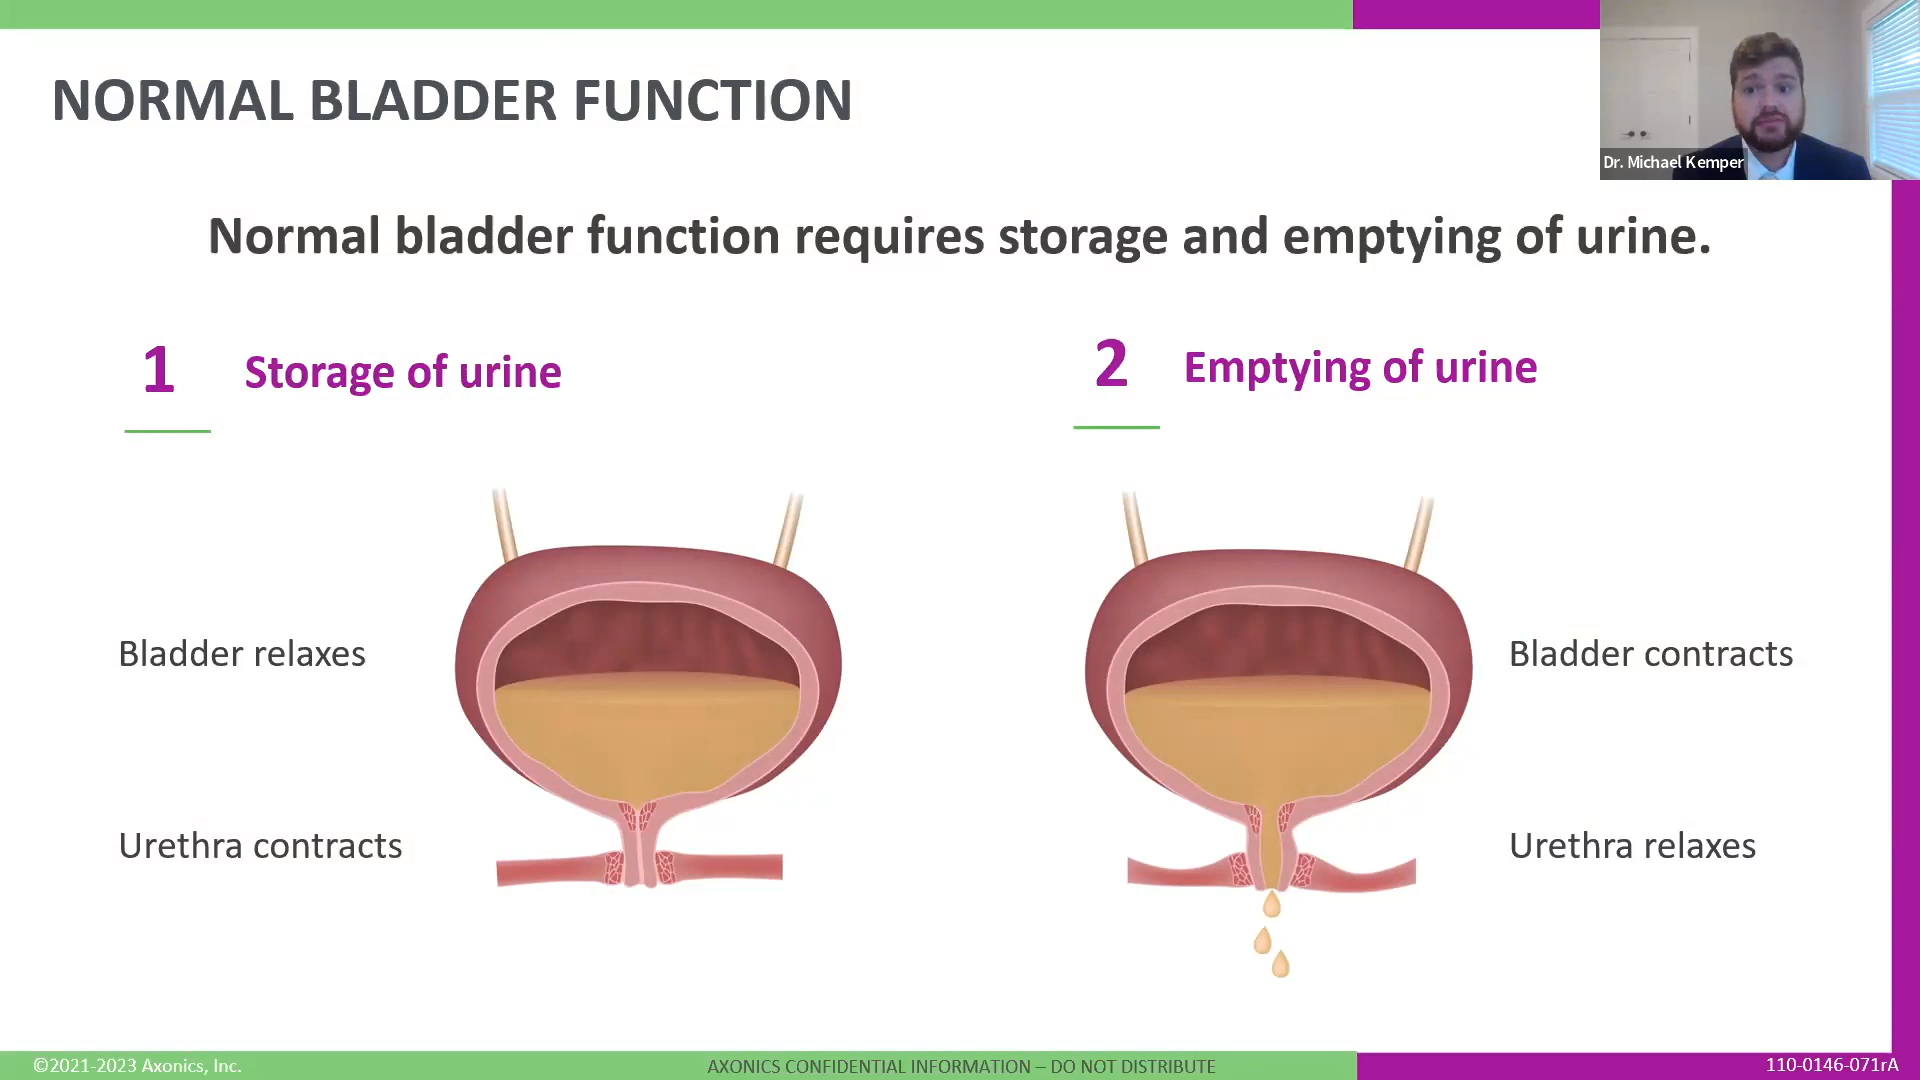 NORMAL BLADDER FUNCTION
Dr. Michael Kemper
Normal bladder function requires storage and emptying of urine.
1 Storage of urine
2 Emptying of urine
Bladder relaxes
Urethra contracts
Bladder contracts
Urethra relaxes
©2021-2023 Axonics, Inc.
AXONICS CONFIDENTIAL INFORMATION – DO NOT DISTRIBUTE
110-0146-071rA